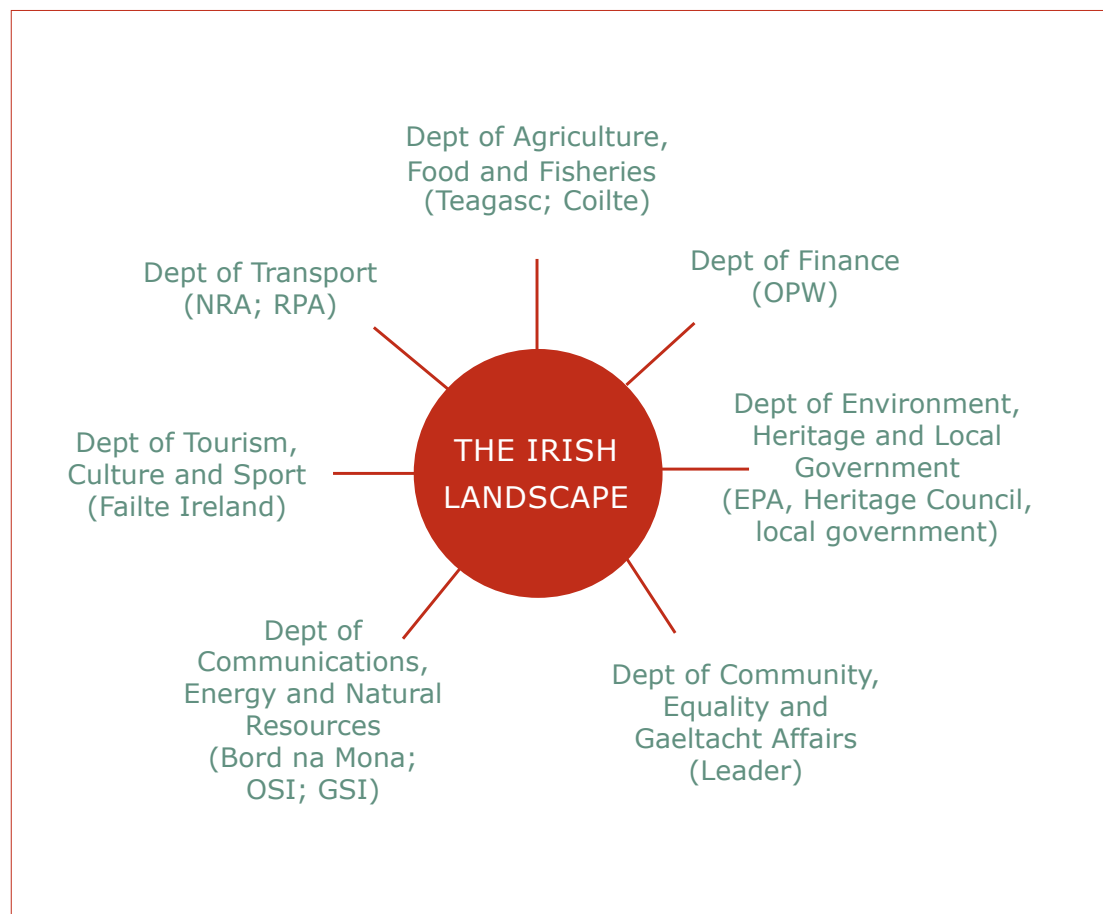 Dept of Agriculture,
Food and Fisheries
(Teagasc; Coilte)
Dept of Transport
(NRA; RPA)
Dept of Finance
(OPW)
Dept of Tourism,
Culture and Sport
(Failte Ireland)
THE IRISH
LANDSCAPE
Dept of Environment,
Heritage and Local
Government
(EPA, Heritage Council,
local government)
Dept of
Communications,
Energy and Natural
Resources
(Bord na Mona;
OSI; GSI)
Dept of Community,
Equality and
Gaeltacht Affairs
(Leader)